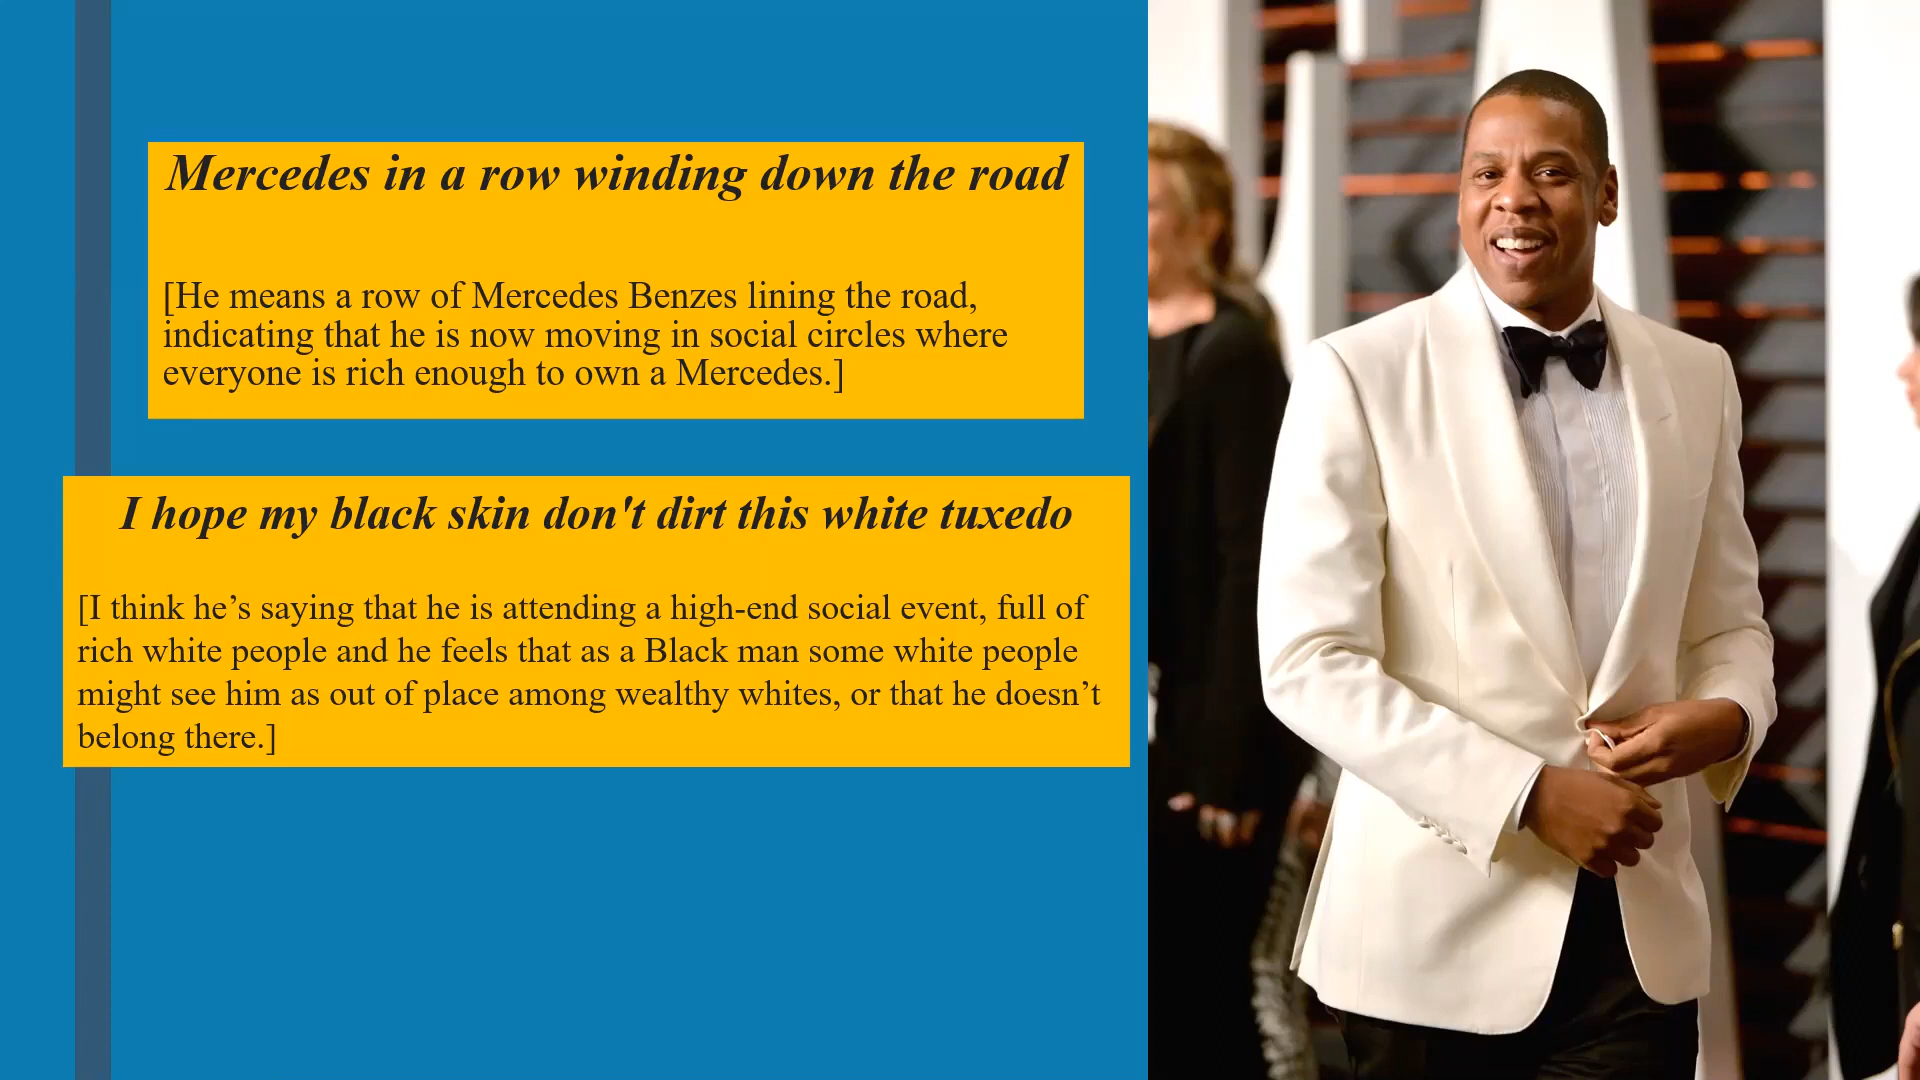 Mercedes in a row winding down the road
[He means a row of Mercedes Benzes lining the road,
indicating that he is now moving in social circles where
everyone is rich enough to own a Mercedes.]
I hope my black skin don't dirt this white tuxedo
[I think he’s saying that he is attending a high-end social event, full of
rich white people and he feels that as a Black man some white people
might see him as out of place among wealthy whites, or that he doesn’t
belong there.]